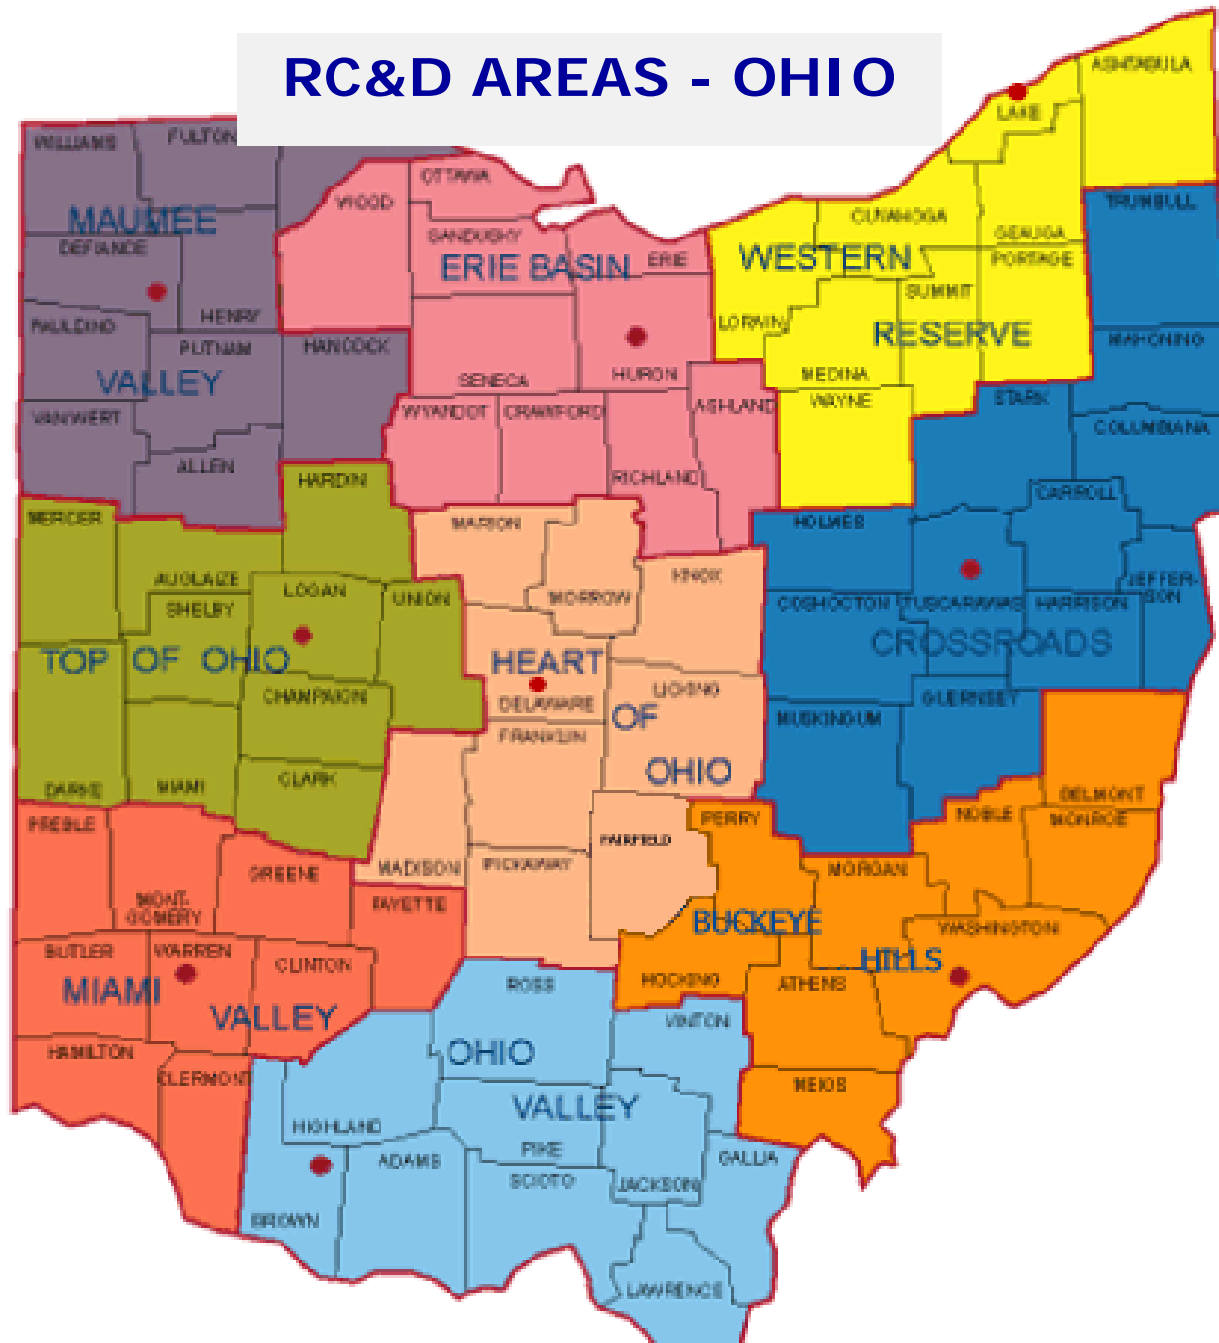 RC&D AREAS - OHIO
ASHTABULA
LAKE
WILLIAMS
FULTON
OTTAWA
WOOD
TRUMBULL
MAUMEE
CUYAHOGA
SANDUSKY
GEAUGA
DEFIANCE
ERIE BASIN
ERIE
WESTERN
PORTAGE
SUMMIT
HENRY
LORAIN
PAULDING
RESERVE
MAHONING
PUTNAM
HANCOCK
VALLEY
SENECA
HURON
MEDINA
WAYNE
STARK
VAN WERT
WYANDOT
CRAWFORD
ASHLAND
COLUMBIANA
ALLEN
HARDIN
RICHLAND
CARROLL
MERCER
MARION
HOLMES
AUGLAIZE
LOGAN
KNOX
JEFFER-
SON
SHELBY
UNION
MORROW
COSHOCTON
TUSCARAWAS
HARRISON
TOP OF OHIO
HEART
CROSSROADS
CHAMPAIGN
DELAWARE
LICKING
GUERNSEY
OF
MUSKINGUM
FRANKLIN
OHIO
CLARK
DARKE
MIAMI
BELMONT
PREBLE
PERRY
NOBLE
MONROE
FAIRFIELD
GREENE
MADISON
PICKAWAY
MORGAN
MONT-
GOMERY
FAYETTE
BUCKEYE
WASHINGTON
BUTLER
WARREN
CLINTON
HILLS
MIAMI
ROSS
HOCKING
ATHENS
VALLEY
VINTON
HAMILTON
OHIO
CLERMONT
MEIGS
VALLEY
HIGHLAND
PIKE
ADAMS
GALLIA
SCIOTO
JACKSON
BROWN
LAWRENCE